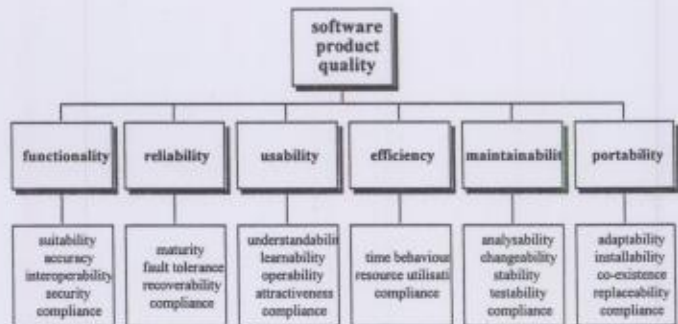 software
product
quality
functionality
reliability
usability
efficiency
maintainabilit
portability
suitability
accuracy
interoperability
security
compliance
maturity
fault tolerance
recoverability
compliance
understandabilit
learnability
operability
attractiveness
compliance
time behaviour
resource utilisati
compliance
analysability
changeability
stability
testability
compliance
adaptability
installability
co-existence
replaceability
compliance